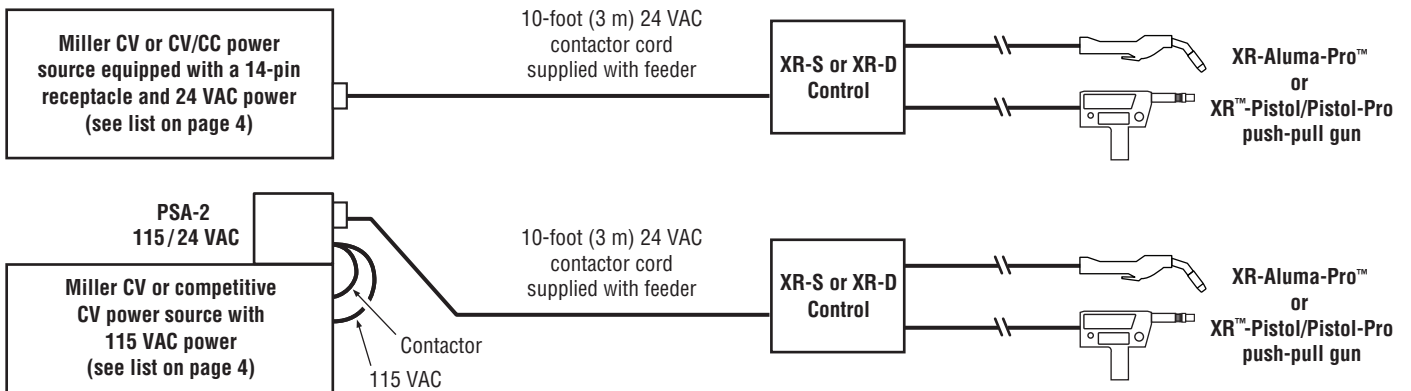 Miller CV or CV/CC power
source equipped with a 14-pin
receptacle and 24 VAC power
(see list on page 4)
10-foot (3 m) 24 VAC
contactor cord
supplied with feeder
XR-S or XR-D
Control
XR-Aluma-Pro™
or
XR™-Pistol/Pistol-Pro
push-pull gun
PSA-2
115/24 VAC
Miller CV or competitive
CV power source with
115 VAC power
(see list on page 4)
Contactor
115 VAC
10-foot (3 m) 24 VAC
contactor cord
supplied with feeder
XR-S or XR-D
Control
XR-Aluma-Pro™
or
XR™-Pistol/Pistol-Pro
push-pull gun